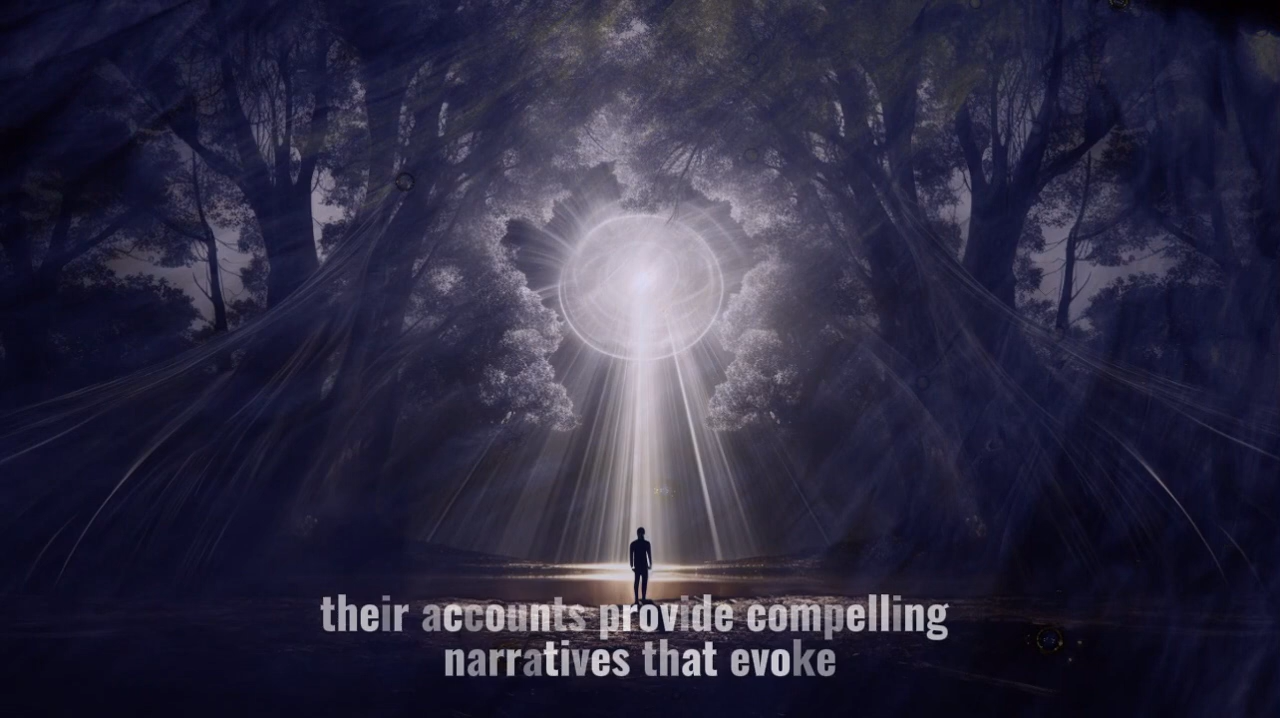 their accounts provide compelling
narratives that evoke